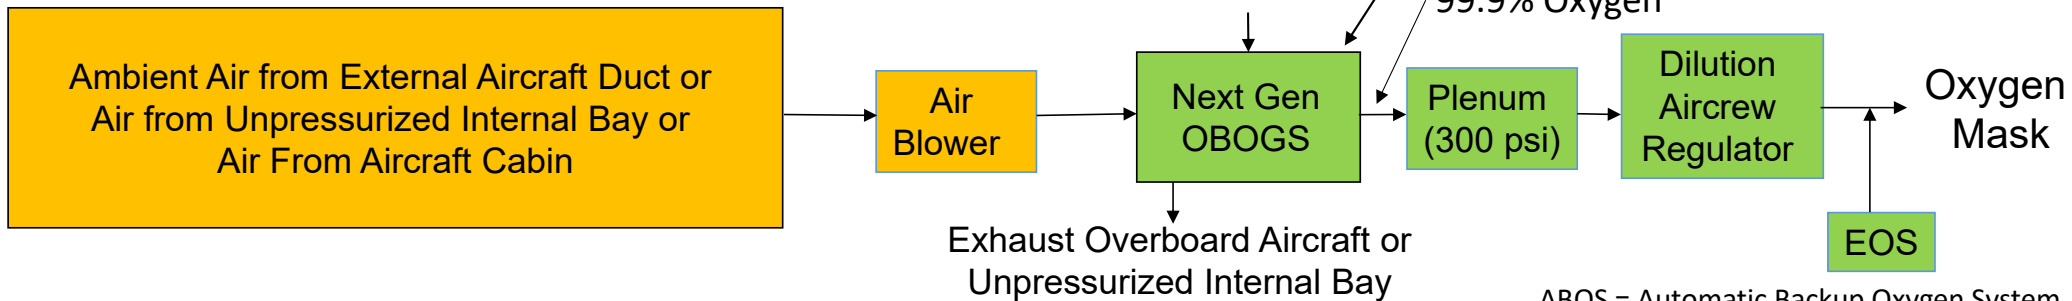 99.9% Oxygen
Ambient Air from External Aircraft Duct or
Air from Unpressurized Internal Bay or
Air From Aircraft Cabin
Air
Blower
Next Gen
OBOGS
Plenum
(300 psi)
Dilution
Aircrew
Regulator
Oxygen
Mask
Exhaust Overboard Aircraft or
Unpressurized Internal Bay
EOS
ABOS = Automatic Backup Oxygen System